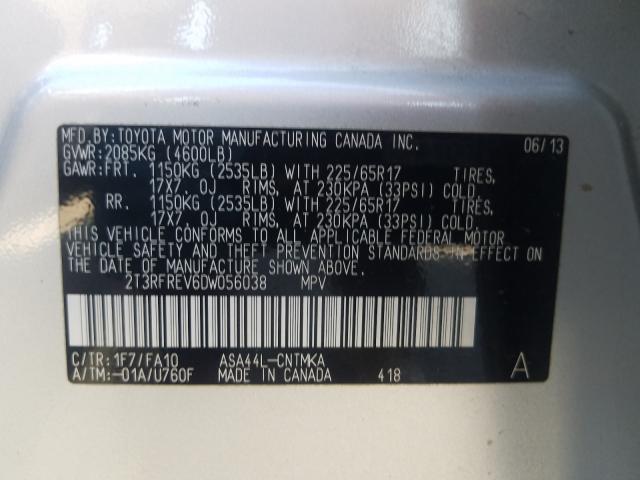 MFD.BY:TOYOTA MOTOR MANUFACTURING CANADA INC. 06/13
GVWR:2085KG (4600LB)
GAWR:FRT. 1150KG (2535LB) WITH 225/65R17 TIRES,
17X7.0J RIMS, AT 230KPA (33PSI) COLD.
RR. 1150KG (2535LB) WITH 225/65R17 TIRES,
17X7.0J RIMS, AT 230KPA (33PSI) COLD.
THIS VEHICLE CONFORMS TO ALL APPLICABLE FEDERAL MOTOR
VEHICLE SAFETY AND THEFT PREVENTION STANDARDS IN EFFECT
ON THE DATE OF MANUFACTURE SHOWN ABOVE.
2T3RFREV6DW056038 MPV
C/TR:1F7/FA10 ASA44L-CNTMKA
A/TM:-01A/U760F MADE IN CANADA 418 A